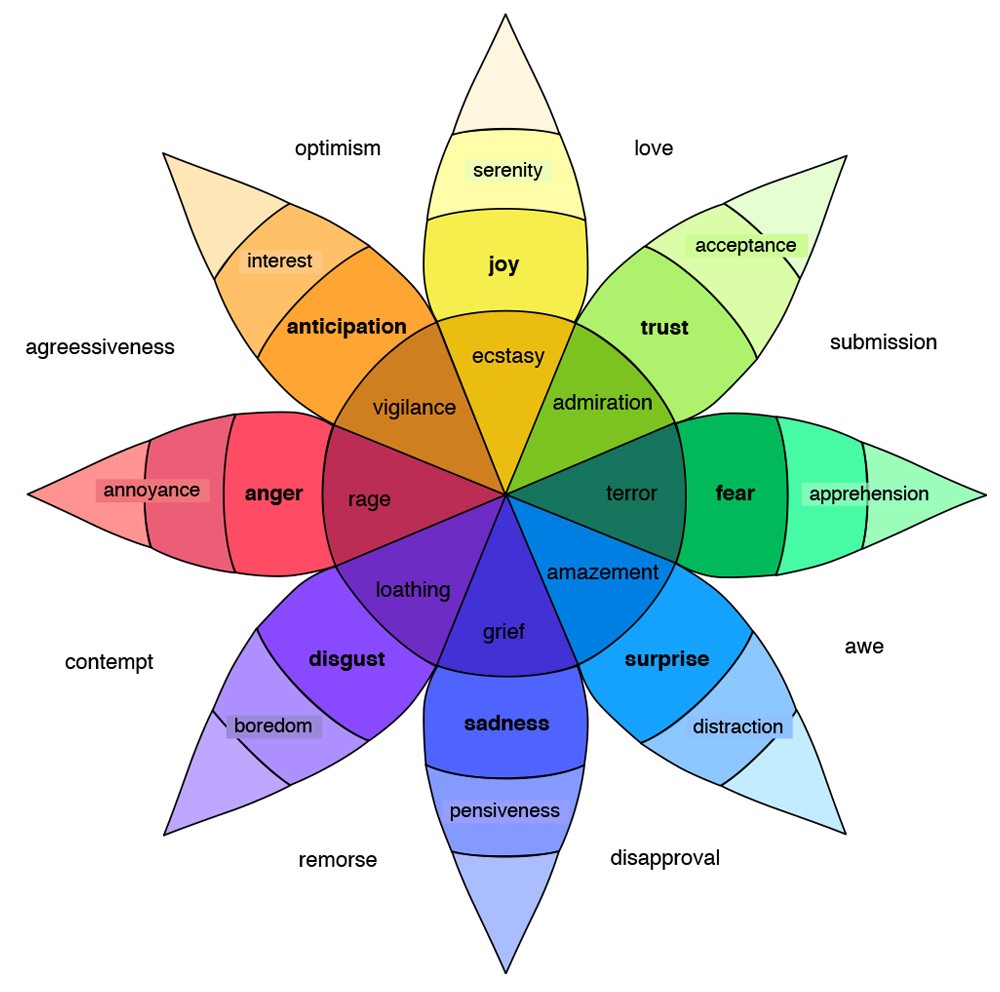 optimism
love
serenity
acceptance
interest
joy
anticipation
trust
agreessiveness
submission
ecstasy
vigilance
admiration
annoyance
anger
rage
terror
fear
apprehension
loathing
amazement
grief
contempt
disgust
surprise
awe
boredom
sadness
distraction
pensiveness
remorse
disapproval